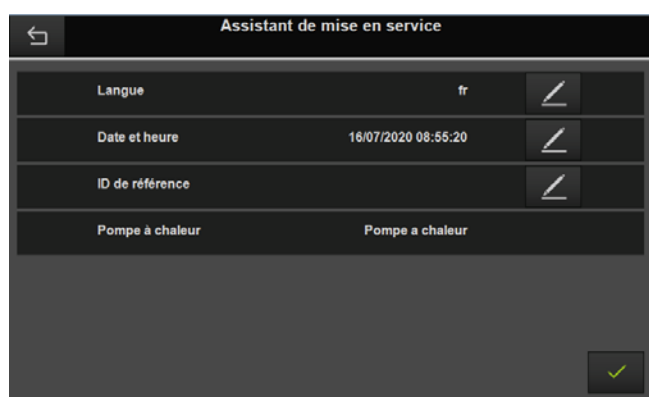 Assistant de mise en service
Langue fr
Date et heure 16/07/2020 08:55:20
ID de référence
Pompe à chaleur Pompe a chaleur